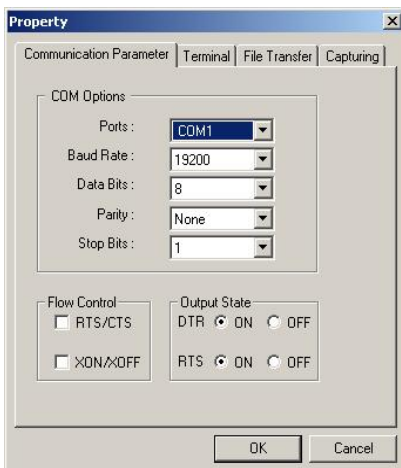 Property
Communication Parameter Terminal File Transfer Capturing
COM Options
Ports : COM1
Baud Rate : 19200
Data Bits : 8
Parity : None
Stop Bits : 1
Flow Control Output State
RTS/CTS DTR ON OFF
XON/XOFF RTS ON OFF
OK Cancel